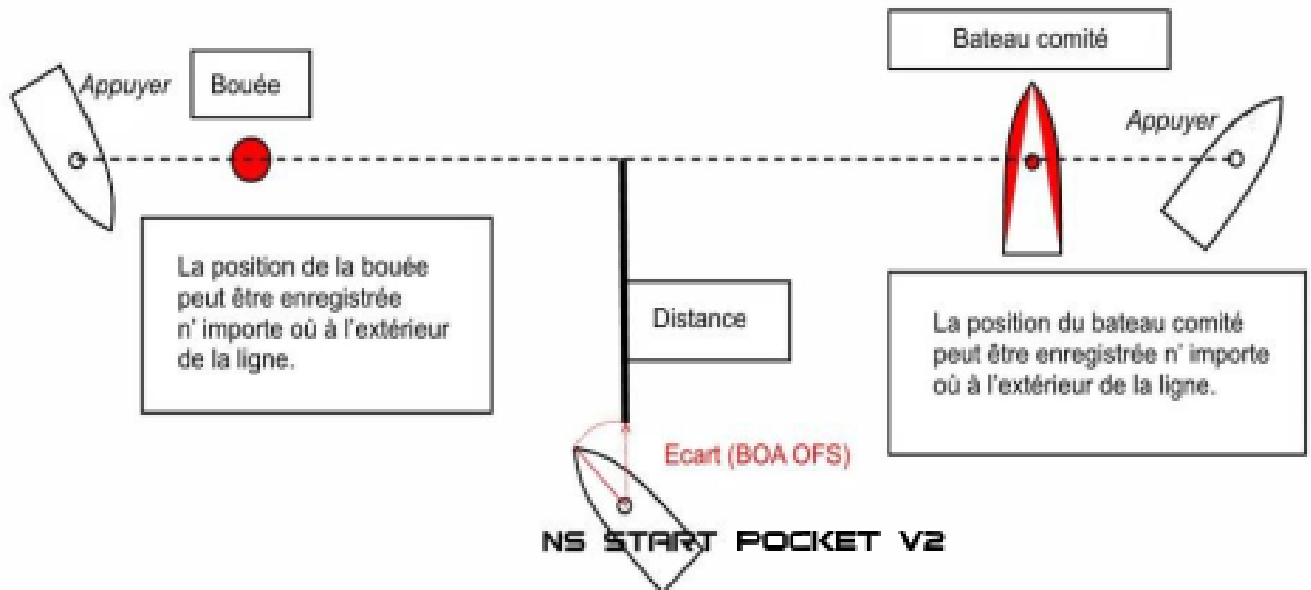 Bateau comité
Appuyer
Bouée
Appuyer
La position de la bouée
peut être enregistrée
n' importe où à l'extérieur
de la ligne.
Distance
La position du bateau comité
peut être enregistrée n' importe
où à l'extérieur de la ligne.
Ecart (BOA OFS)
NS START POCKET V2